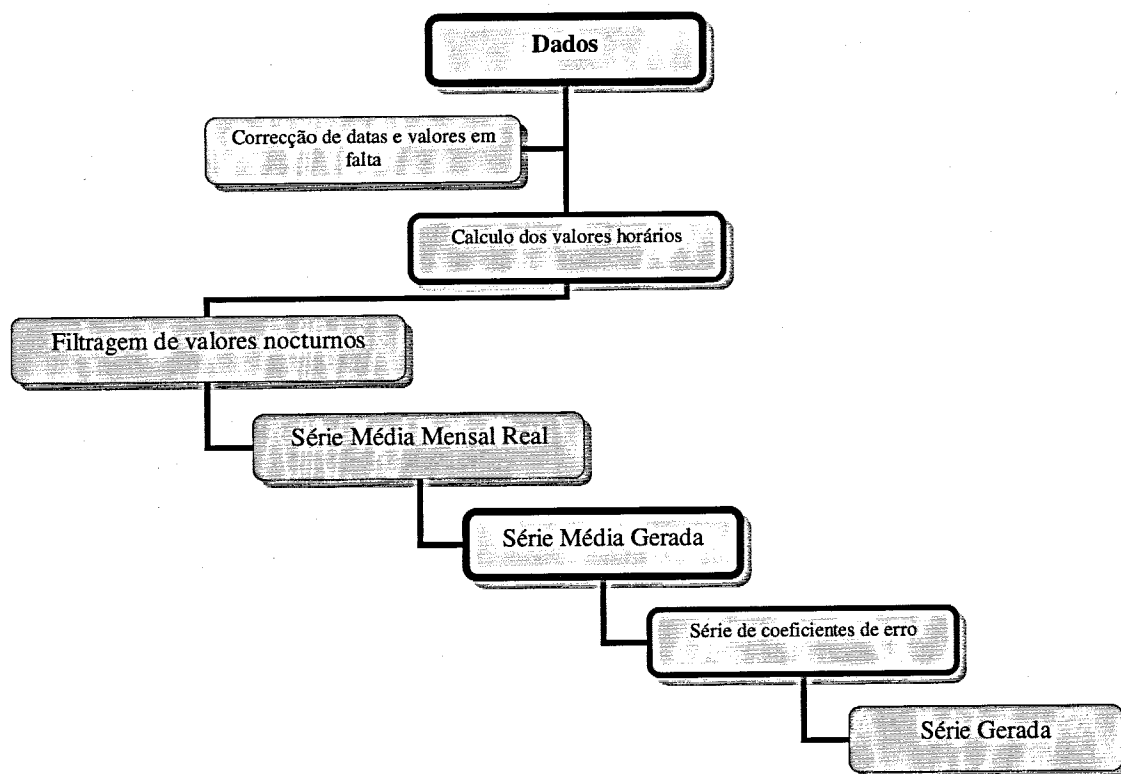 Dados
Correcção de datas e valores em
falta
Calculo dos valores horários
Filtragem de valores nocturnos
Série Média Mensal Real
Série Média Gerada
Série de coeficientes de erro
Série Gerada